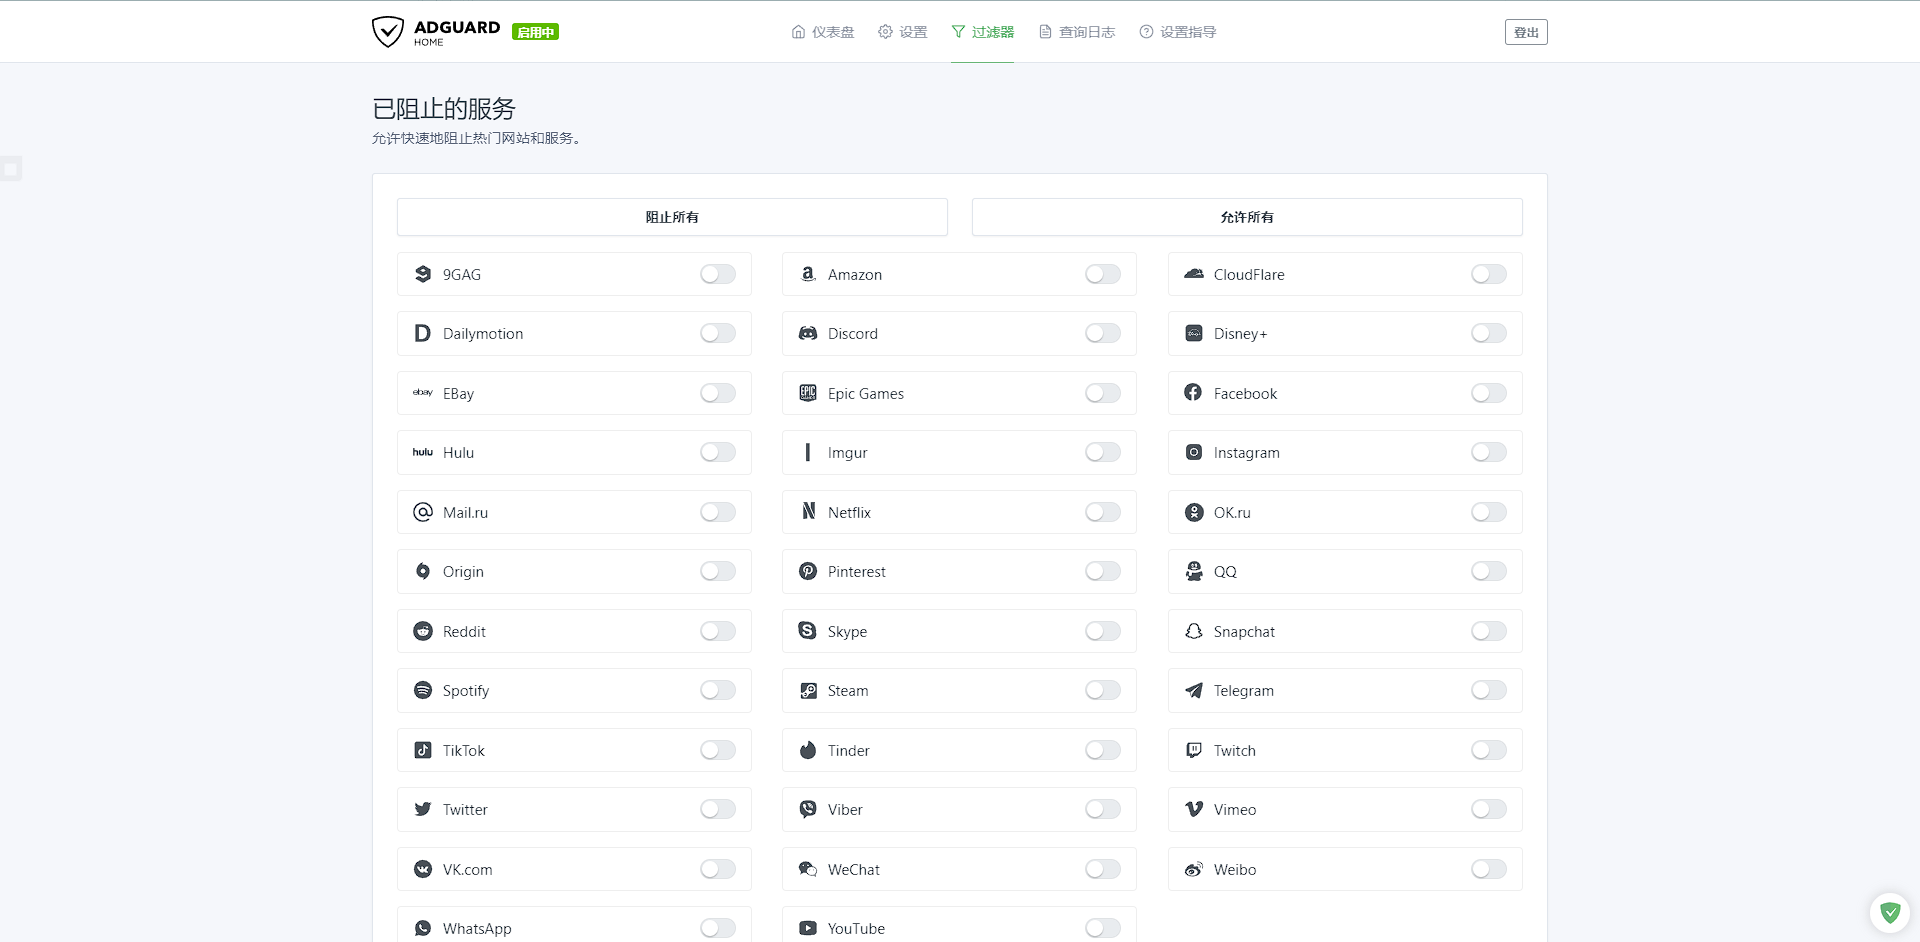 ADGUARD
HOME
启用中
仪表盘
设置
过滤器
查询日志
设置指导
登出
已阻止的服务
允许快速地阻止热门网站和服务。
阻止所有
允许所有
9GAG
Amazon
CloudFlare
Dailymotion
Discord
Disney+
ebay
EBay
EPIC
Epic Games
Facebook
hulu
Hulu
Imgur
Instagram
Mail.ru
Netflix
OK.ru
Origin
Pinterest
QQ
Reddit
Skype
Snapchat
Spotify
Steam
Telegram
TikTok
Tinder
Twitch
Twitter
Viber
Vimeo
VK.com
WeChat
Weibo
WhatsApp
YouTube